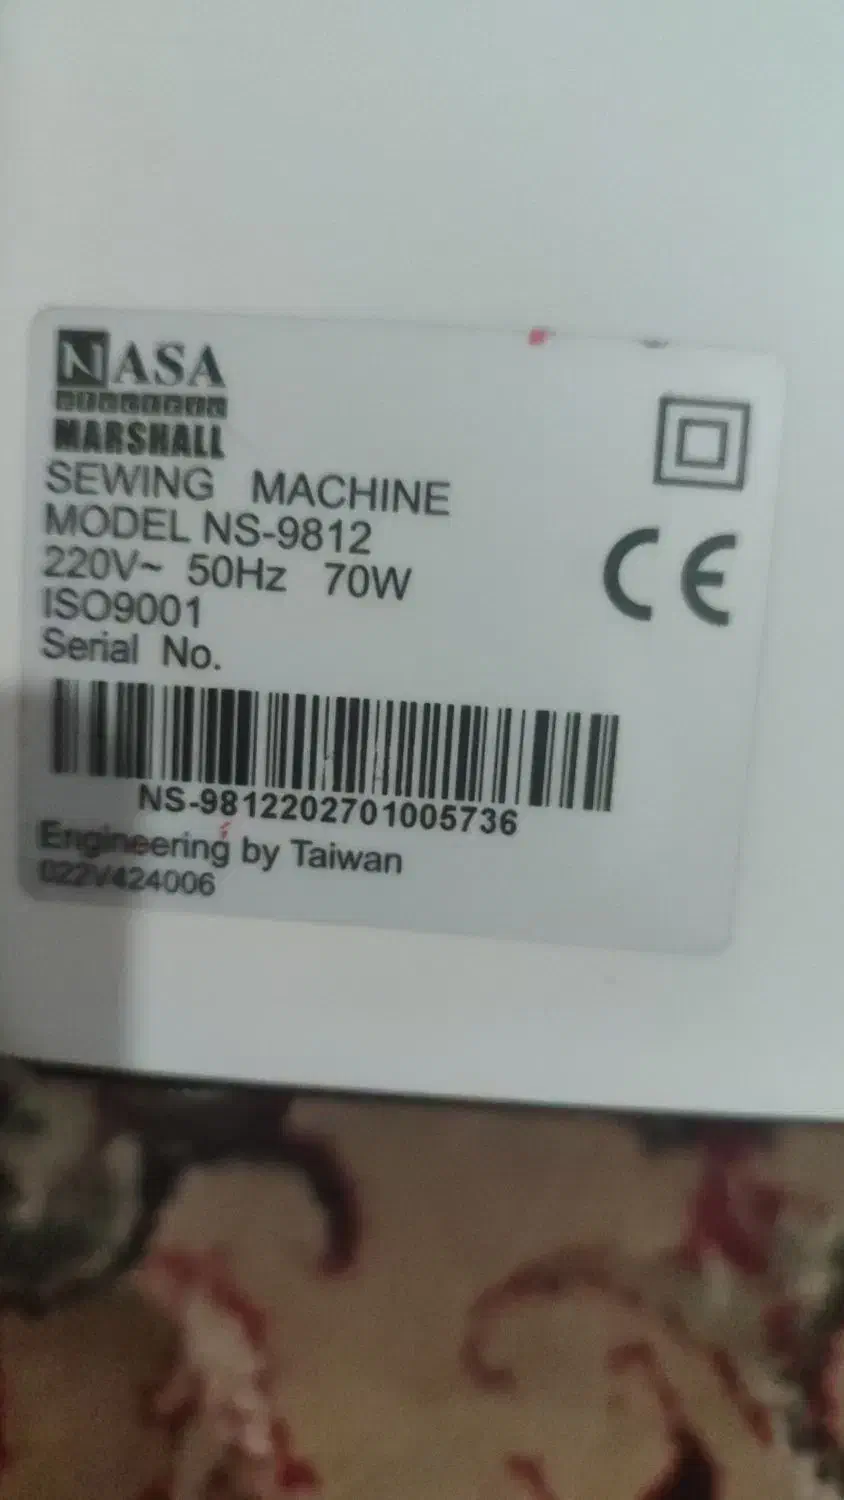 NASA
MARSHALL
SEWING MACHINE
MODEL NS-9812
220V~ 50Hz 70W
ISO9001
Serial No.
CE
NS-9812202701005736
Engineering by Taiwan
022V424006